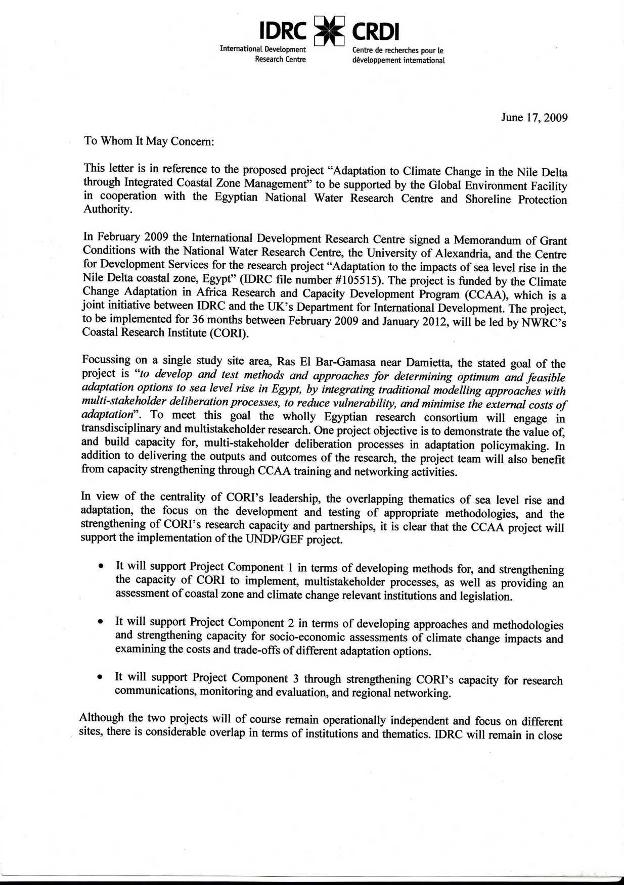 IDRC CRDI
International Development Centre de recherches pour le
Research Centre développement international
June 17, 2009
To Whom It May Concern:
This letter is in reference to the proposed project “Adaptation to Climate Change in the Nile Delta
through Integrated Coastal Zone Management” to be supported by the Global Environment Facility
in cooperation with the Egyptian National Water Research Centre and Shoreline Protection
Authority.
In February 2009 the International Development Research Centre signed a Memorandum of Grant
Conditions with the National Water Research Centre, the University of Alexandria, and the Centre
for Development Services for the research project “Adaptation to the impacts of sea level rise in the
Nile Delta coastal zone, Egypt” (IDRC file number #105515). The project is funded by the Climate
Change Adaptation in Africa Research and Capacity Development Program (CCAA), which is a
joint initiative between IDRC and the UK’s Department for International Development. The project,
to be implemented for 36 months between February 2009 and January 2012, will be led by NWRC’s
Coastal Research Institute (CORI).
Focussing on a single study site area, Ras El Bar-Gamasa near Damietta, the stated goal of the
project is “to develop and test methods and approaches for determining optimum and feasible
adaptation options to sea level rise in Egypt, by integrating traditional modelling approaches with
multi-stakeholder deliberation processes, to reduce vulnerability, and minimise the external costs of
adaptation”. To meet this goal the wholly Egyptian research consortium will engage in
transdisciplinary and multistakeholder research. One project objective is to demonstrate the value of,
and build capacity for, multi-stakeholder deliberation processes in adaptation policymaking. In
addition to delivering the outputs and outcomes of the research, the project team will also benefit
from capacity strengthening through CCAA training and networking activities.
In view of the centrality of CORI’s leadership, the overlapping thematics of sea level rise and
adaptation, the focus on the development and testing of appropriate methodologies, and the
strengthening of CORI’s research capacity and partnerships, it is clear that the CCAA project will
support the implementation of the UNDP/GEF project.
• It will support Project Component 1 in terms of developing methods for, and strengthening
the capacity of CORI to implement, multistakeholder processes, as well as providing an
assessment of coastal zone and climate change relevant institutions and legislation.
• It will support Project Component 2 in terms of developing approaches and methodologies
and strengthening capacity for socio-economic assessments of climate change impacts and
examining the costs and trade-offs of different adaptation options.
• It will support Project Component 3 through strengthening CORI’s capacity for research
communications, monitoring and evaluation, and regional networking.
Although the two projects will of course remain operationally independent and focus on different
sites, there is considerable overlap in terms of institutions and thematics. IDRC will remain in close